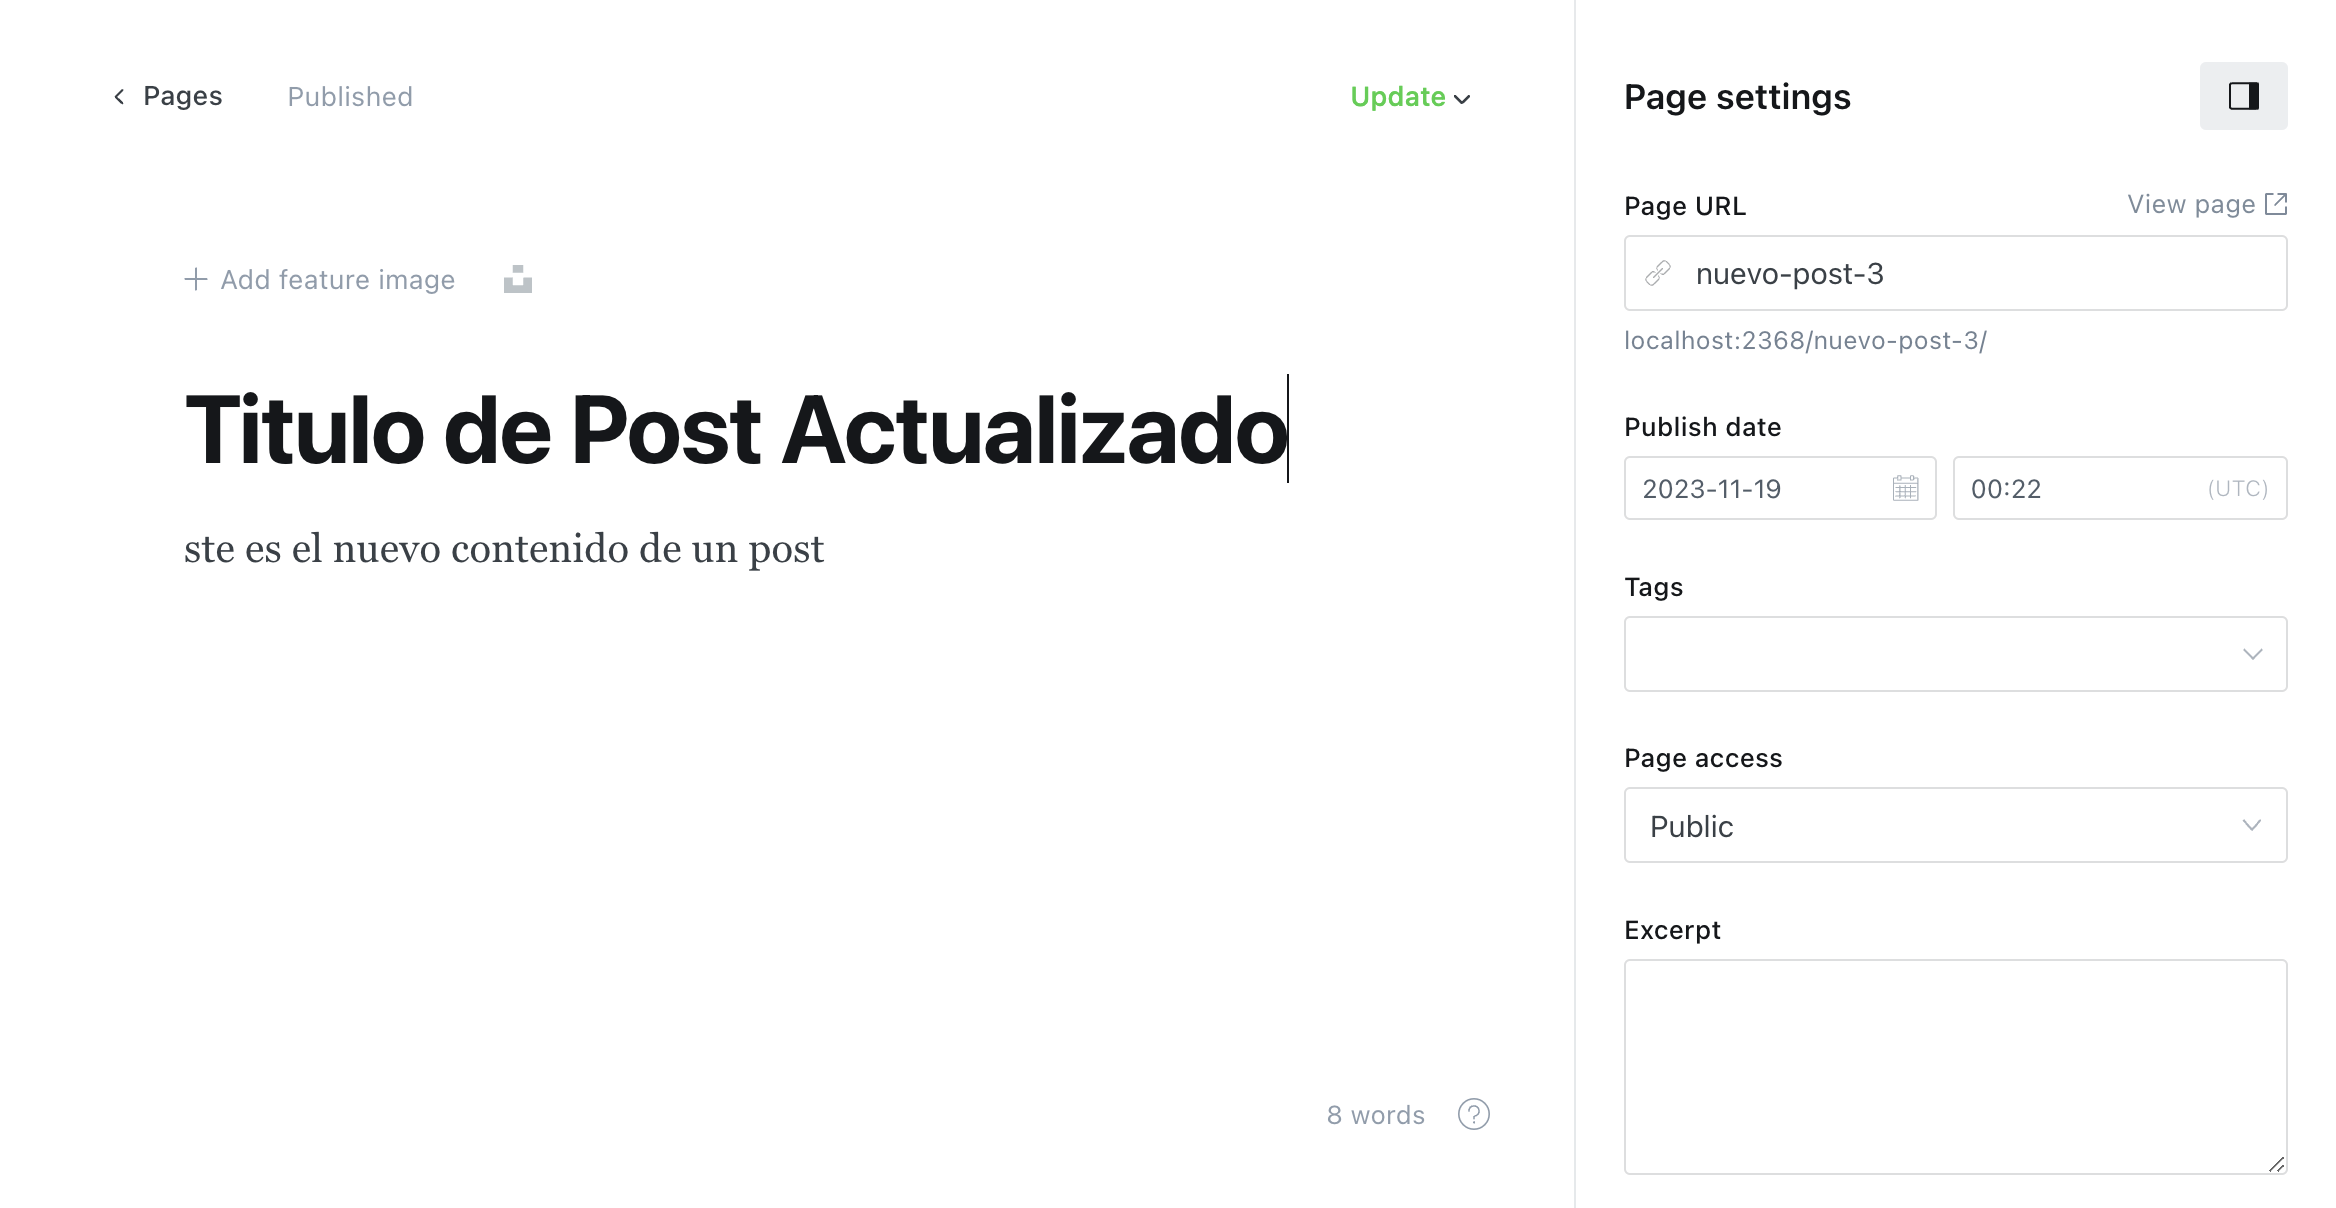 Pages
Published
Update
Add feature image
Titulo de Post Actualizado
ste es el nuevo contenido de un post
8 words
?
Page settings
Page URL
View page
nuevo-post-3
localhost:2368/nuevo-post-3/
Publish date
2023-11-19
00:22
(UTC)
Tags
Page access
Public
Excerpt